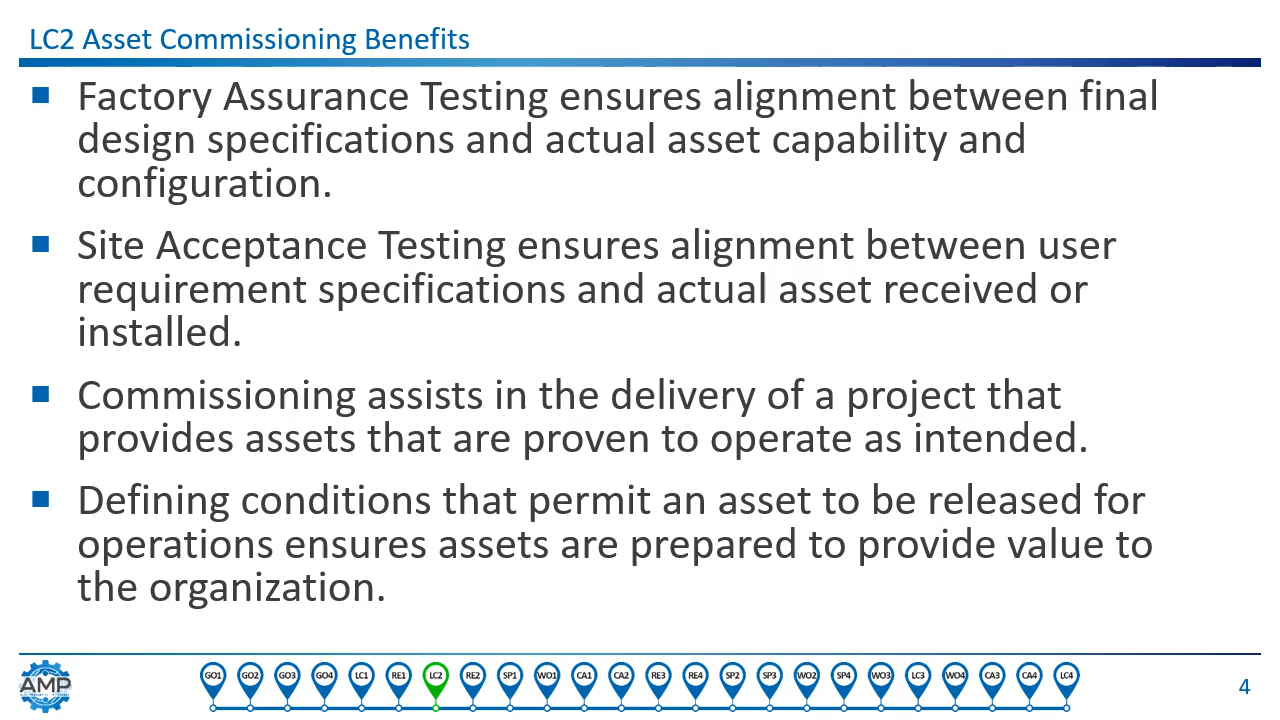 LC2 Asset Commissioning Benefits
Factory Assurance Testing ensures alignment between final
design specifications and actual asset capability and
configuration.
Site Acceptance Testing ensures alignment between user
requirement specifications and actual asset received or
installed.
Commissioning assists in the delivery of a project that
provides assets that are proven to operate as intended.
Defining conditions that permit an asset to be released for
operations ensures assets are prepared to provide value to
the organization.
AMP
GO1 GO2 GO3 GO4 LC1 RE1 LC2 RE2 SP1 WO1 CA1 CA2 RE3 RE4 SP2 SP3 WO2 SP4 WO3 LC3 WO4 CA3 CA4 LC4
4